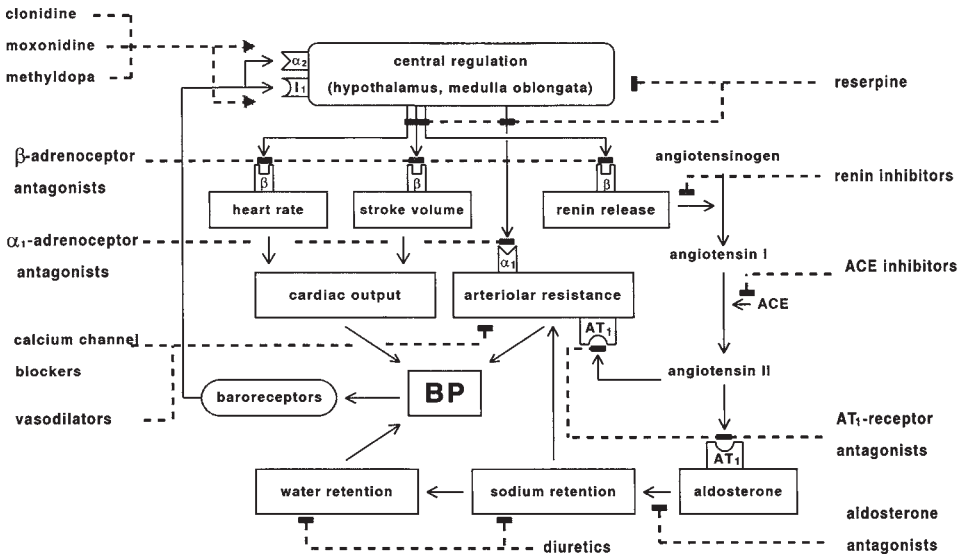 clonidine
moxonidine
methyldopa
α2
I1
central regulation
(hypothalamus, medulla oblongata)
reserpine
β-adrenoceptor
antagonists
β
β
β
heart rate
stroke volume
renin release
angiotensinogen
renin inhibitors
α1-adrenoceptor
antagonists
α1
angiotensin I
ACE inhibitors
ACE
cardiac output
arteriolar resistance
AT1
calcium channel
blockers
vasodilators
baroreceptors
BP
angiotensin II
AT1-receptor
antagonists
AT1
water retention
sodium retention
aldosterone
aldosterone
antagonists
diuretics